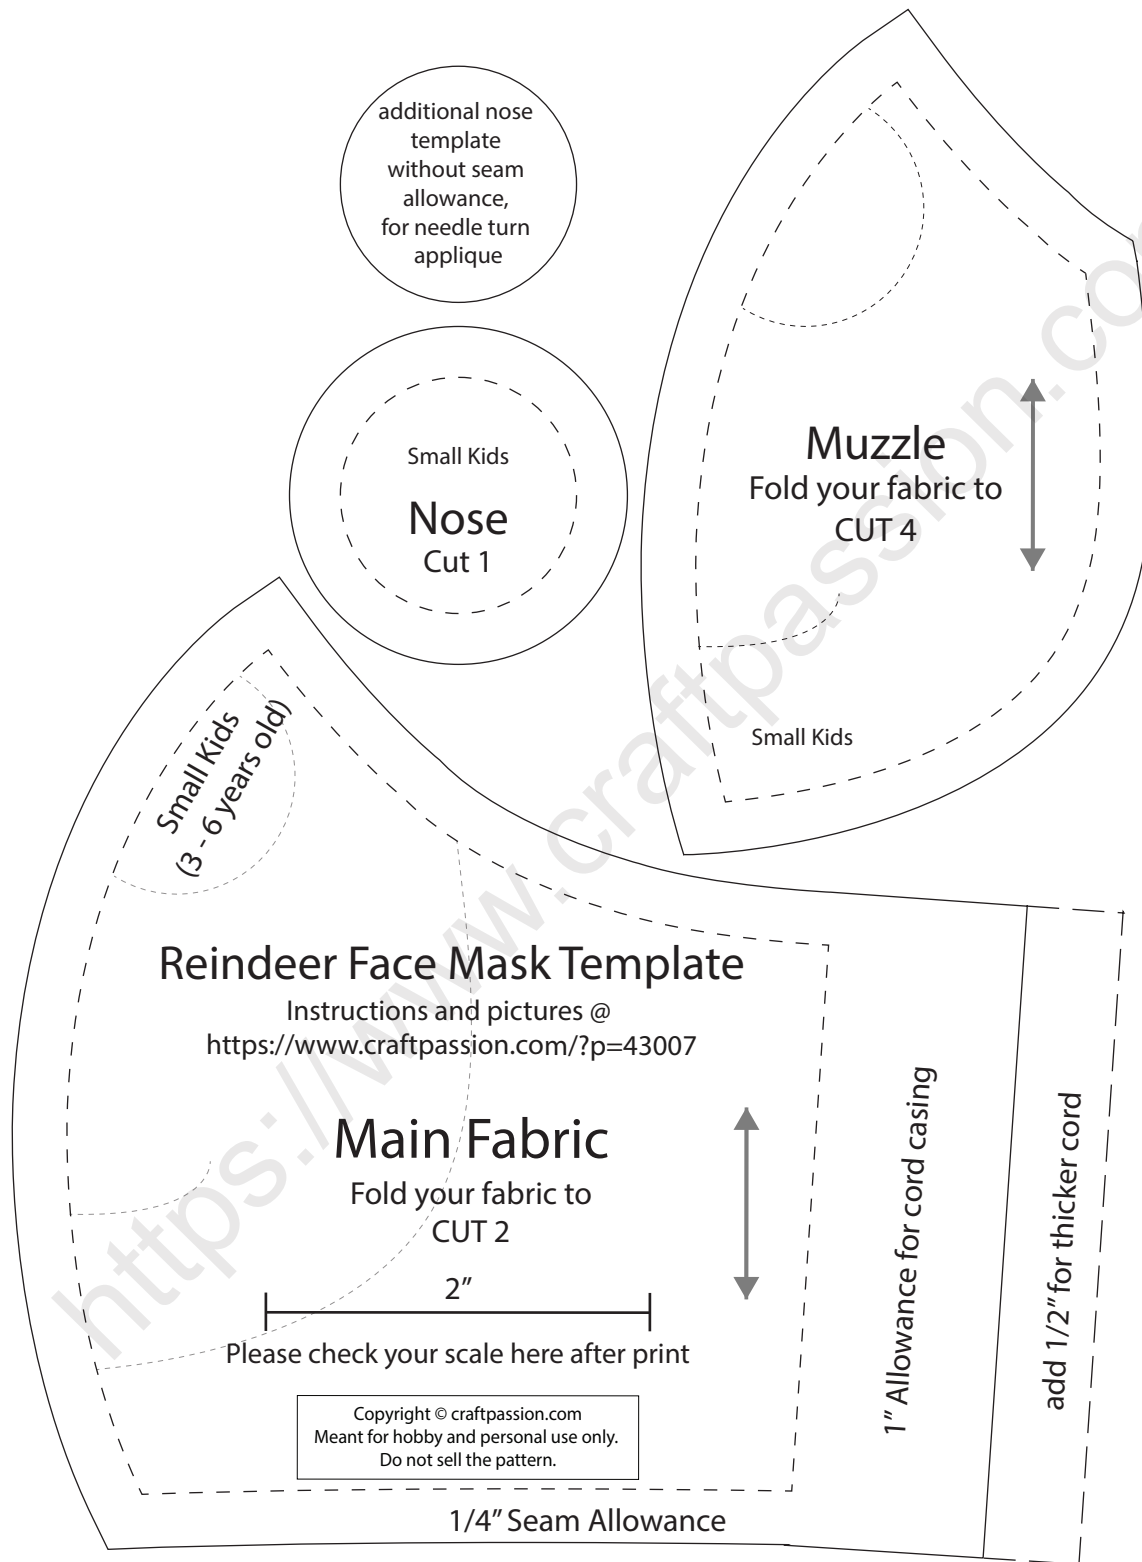 additional nose
template
without seam
allowance,
for needle turn
applique
Small Kids
Nose
Cut 1
Muzzle
Fold your fabric to
CUT 4
Small Kids
Small Kids
(3 - 6 years old)
Reindeer Face Mask Template
Instructions and pictures @
https://www.craftpassion.com/?p=43007
Main Fabric
Fold your fabric to
CUT 2
2”
Please check your scale here after print
Copyright © craftpassion.com
Meant for hobby and personal use only.
Do not sell the pattern.
1/4” Seam Allowance
1” Allowance for cord casing
add 1/2” for thicker cord
https://www.craftpassion.co